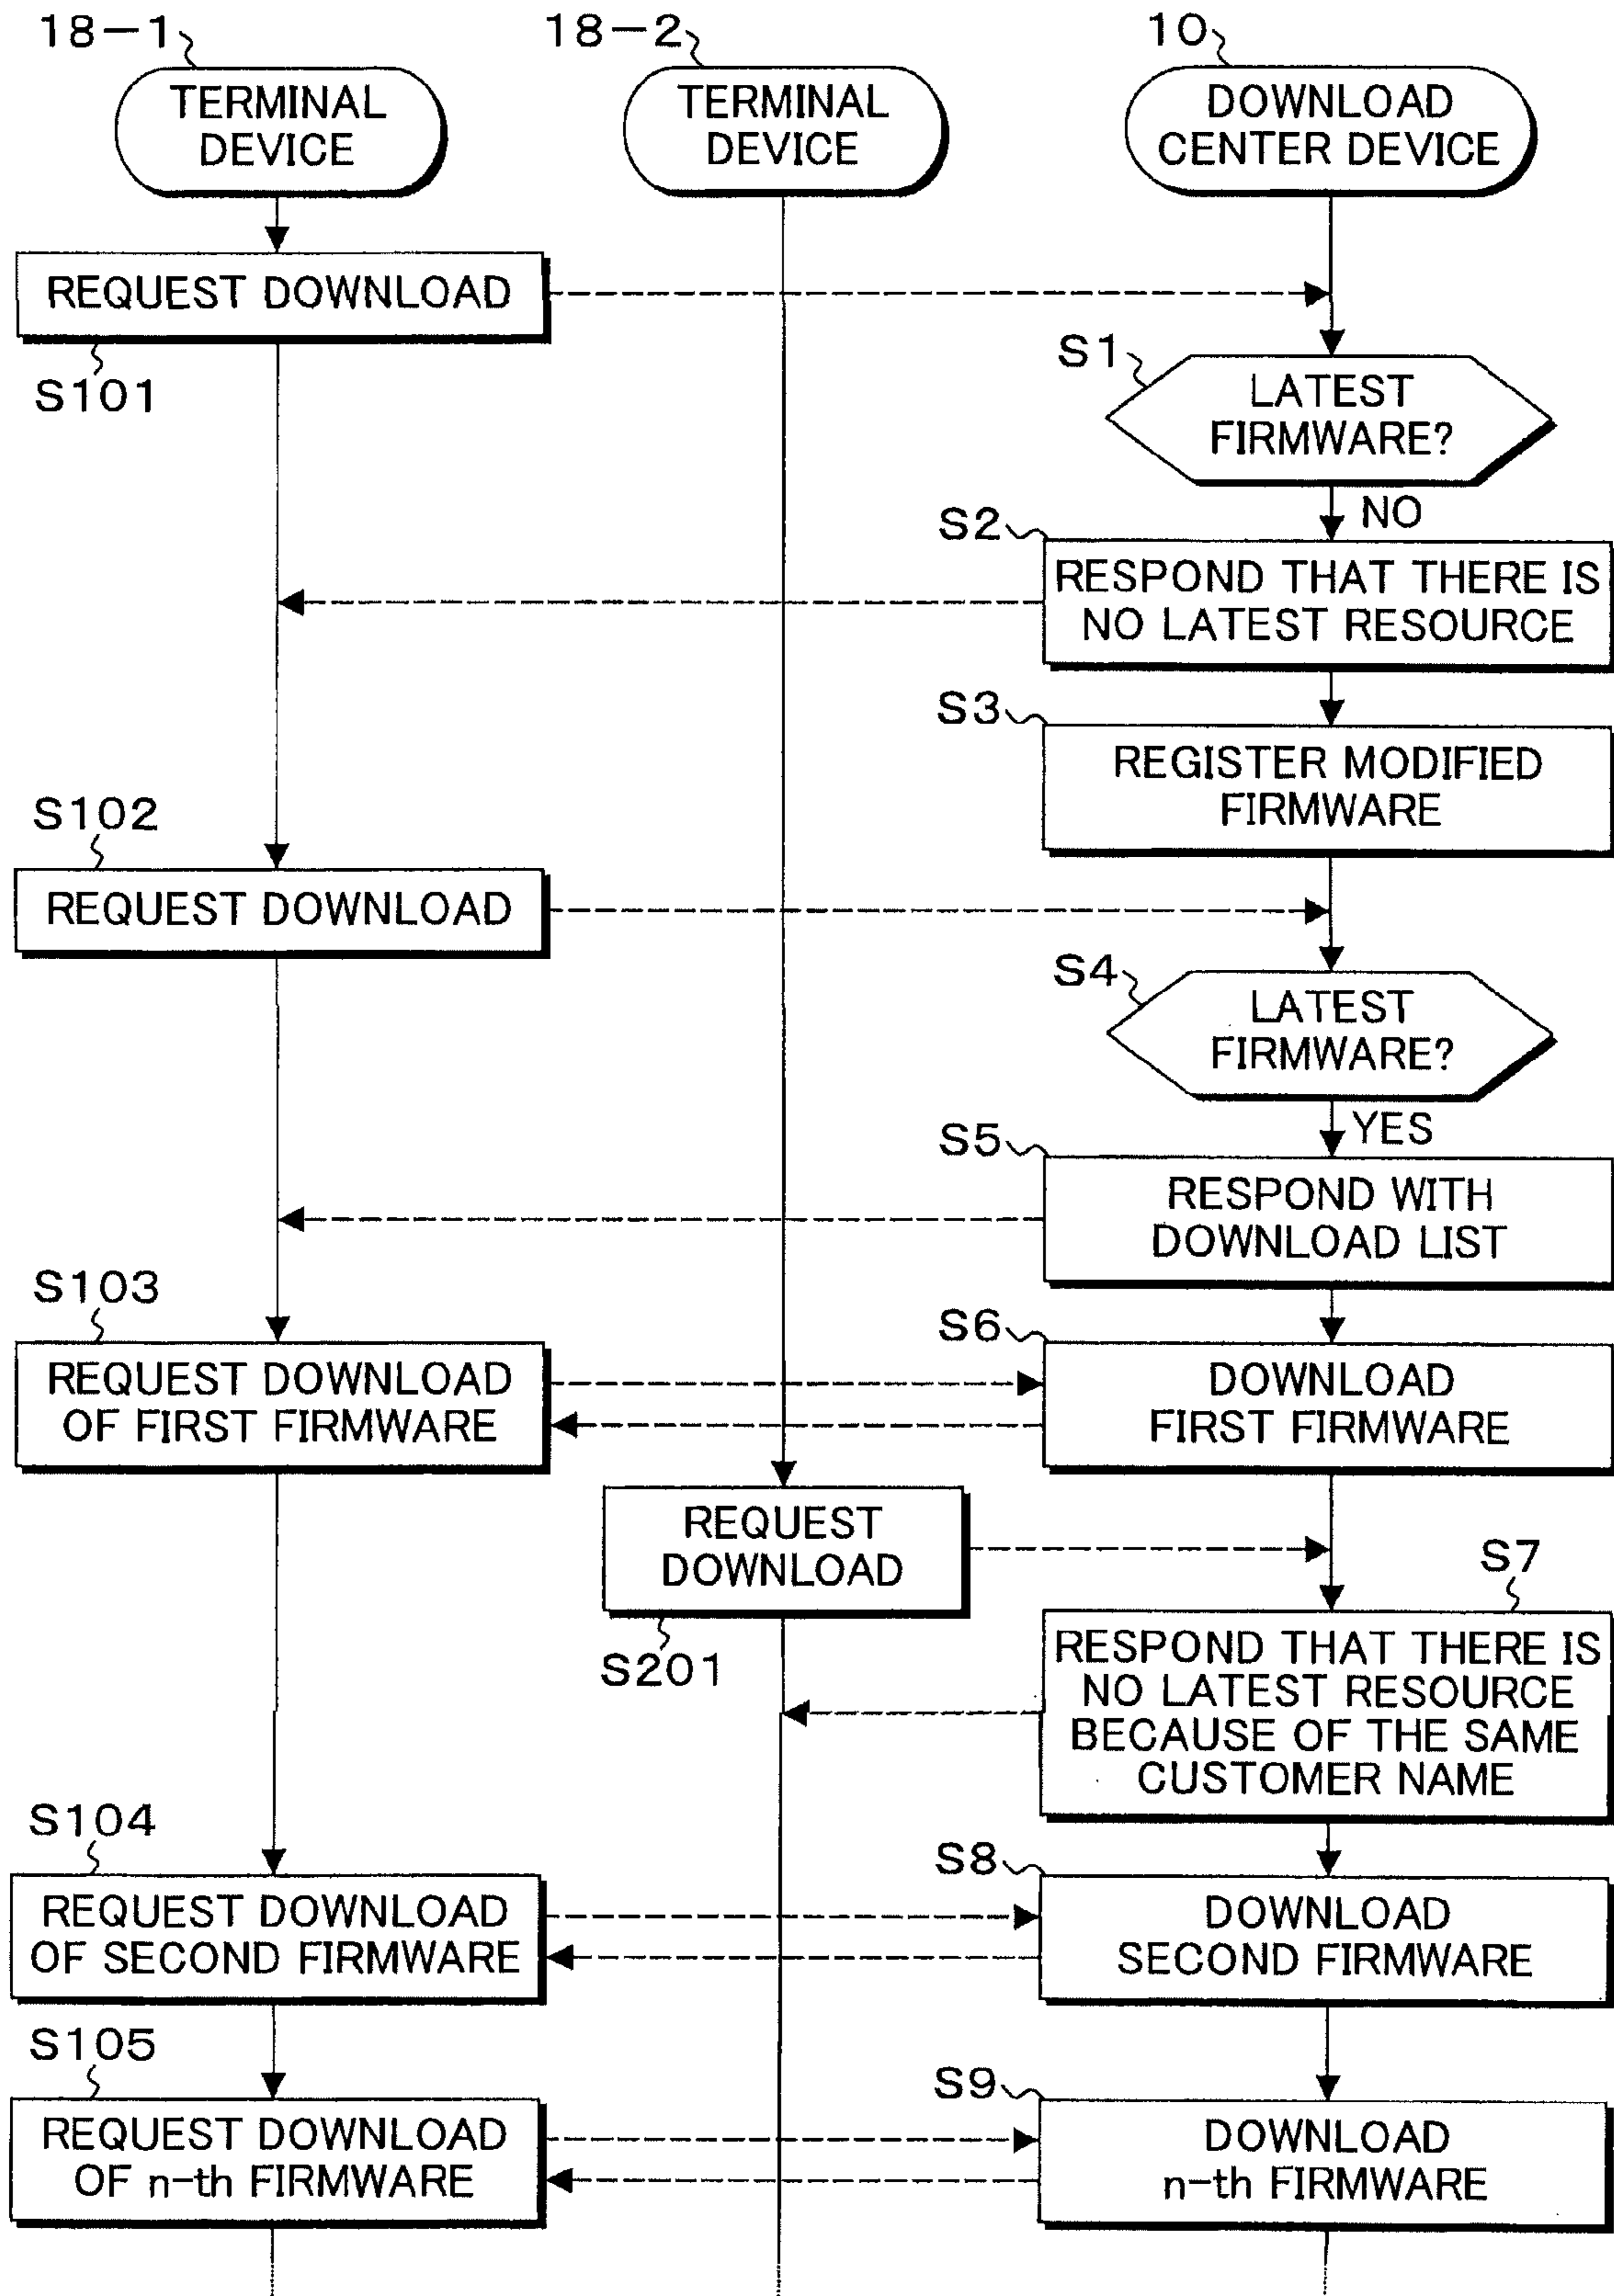 18-1
18-2
10
TERMINAL
DEVICE
TERMINAL
DEVICE
DOWNLOAD
CENTER DEVICE
REQUEST DOWNLOAD
S101
S1
LATEST
FIRMWARE?
NO
S2
RESPOND THAT THERE IS
NO LATEST RESOURCE
S3
REGISTER MODIFIED
FIRMWARE
S102
REQUEST DOWNLOAD
S4
LATEST
FIRMWARE?
YES
S5
RESPOND WITH
DOWNLOAD LIST
S103
REQUEST DOWNLOAD
OF FIRST FIRMWARE
S6
DOWNLOAD
FIRST FIRMWARE
REQUEST
DOWNLOAD
S201
S7
RESPOND THAT THERE IS
NO LATEST RESOURCE
BECAUSE OF THE SAME
CUSTOMER NAME
S104
REQUEST DOWNLOAD
OF SECOND FIRMWARE
S8
DOWNLOAD
SECOND FIRMWARE
S105
REQUEST DOWNLOAD
OF n-th FIRMWARE
S9
DOWNLOAD
n-th FIRMWARE